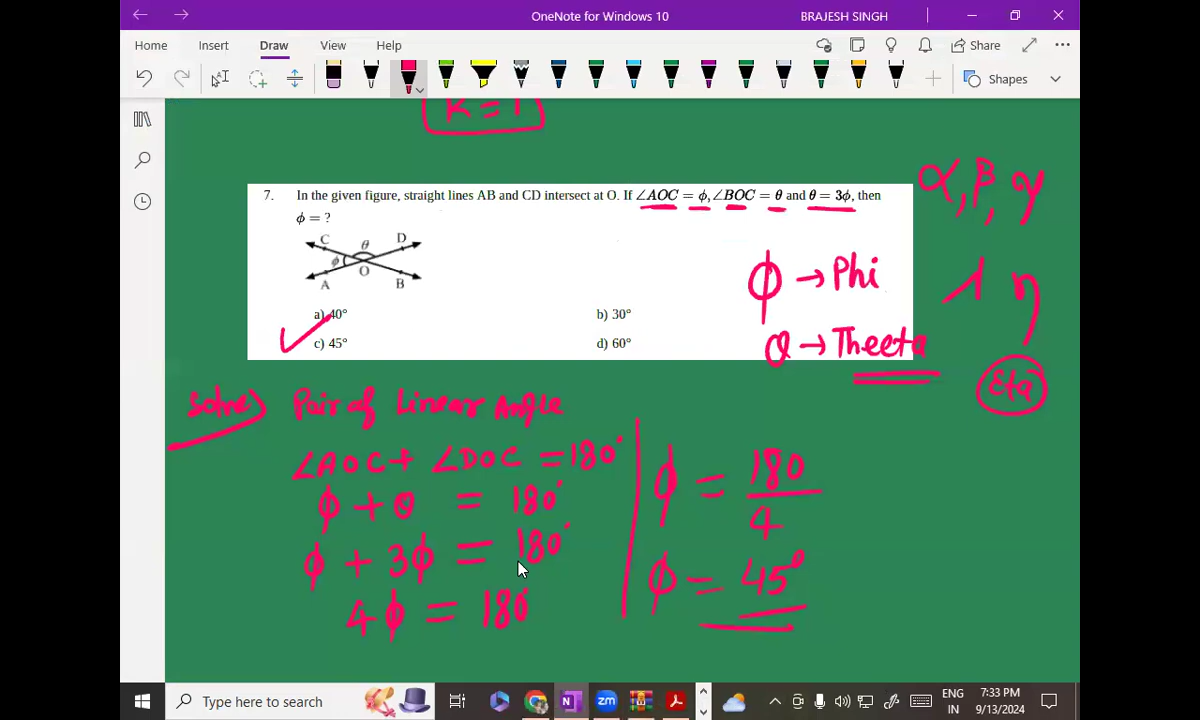 OneNote for Windows 10
BRAJESH SINGH
Home Insert Draw View Help
Share
Shapes
K = 1
7. In the given figure, straight lines AB and CD intersect at O. If ∠AOC = ϕ, ∠BOC = θ and θ = 3ϕ, then
ϕ = ?
C θ D
ϕ O
A B
a) 40° b) 30°
c) 45° d) 60°
α, β, γ
ϕ → Phi
λ η
θ → Theeta
Eta
Solve) Pair of Linear Angle
∠AOC + ∠DOC = 180°
ϕ + θ = 180°
ϕ + 3ϕ = 180°
4ϕ = 180°
ϕ = 180/4
ϕ = 45°
Type here to search
ENG
IN
7:33 PM
9/13/2024